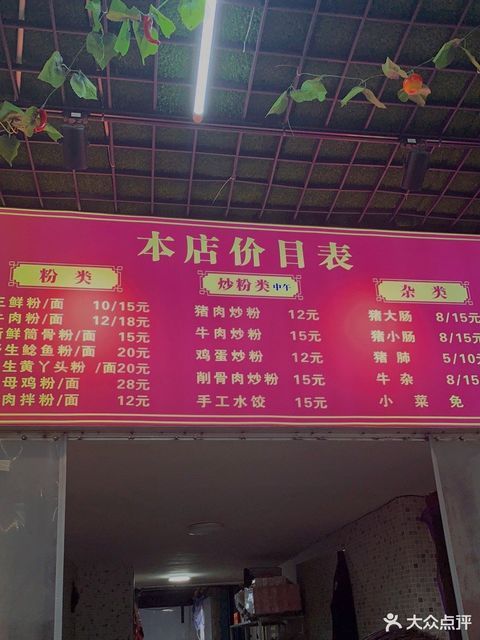 本店价目表
粉类
三鲜粉/面 10/15元
牛肉粉/面 12/18元
新鲜筒骨粉/面 15元
野生鲶鱼粉/面 20元
野生黄丫头粉/面20元
母鸡粉/面 28元
肉拌粉/面 12元
炒粉类 中午
猪肉炒粉 12元
牛肉炒粉 15元
鸡蛋炒粉 12元
削骨肉炒粉 15元
手工水饺 15元
杂类
猪大肠 8/15元
猪小肠 8/15元
猪肺 5/10元
牛杂 8/15
小菜免
大众点评